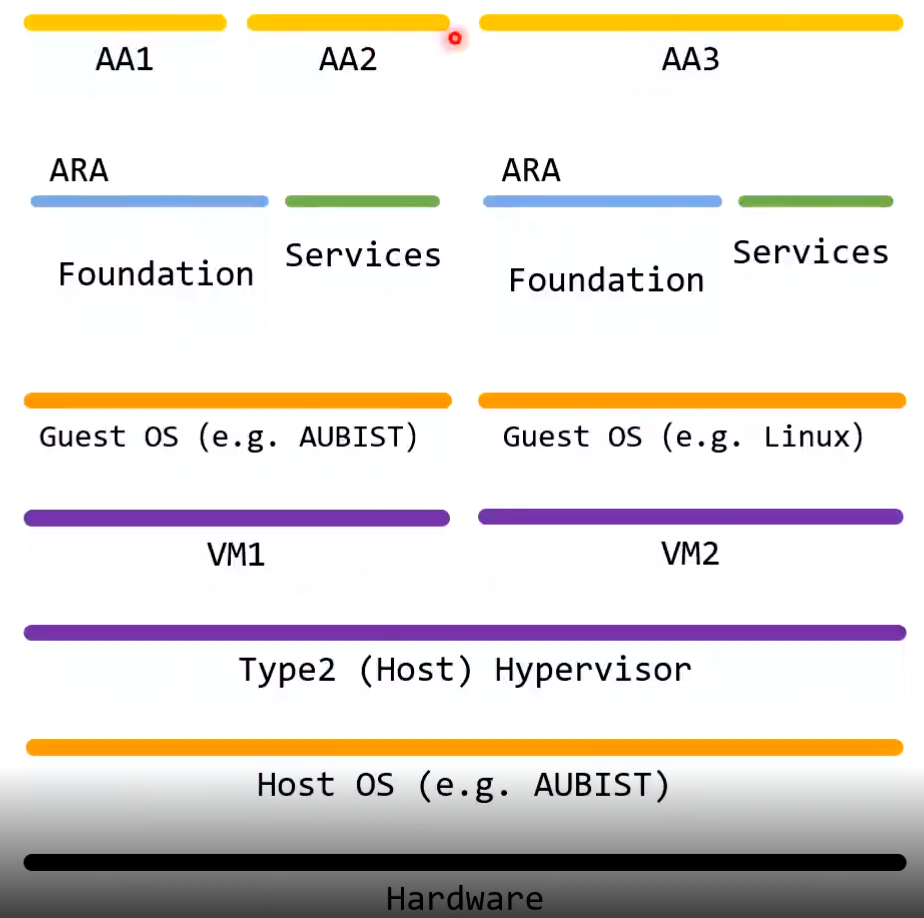 AA1 AA2 AA3
ARA ARA
Foundation Services Foundation Services
Guest OS (e.g. AUBIST) Guest OS (e.g. Linux)
VM1 VM2
Type2 (Host) Hypervisor
Host OS (e.g. AUBIST)
Hardware